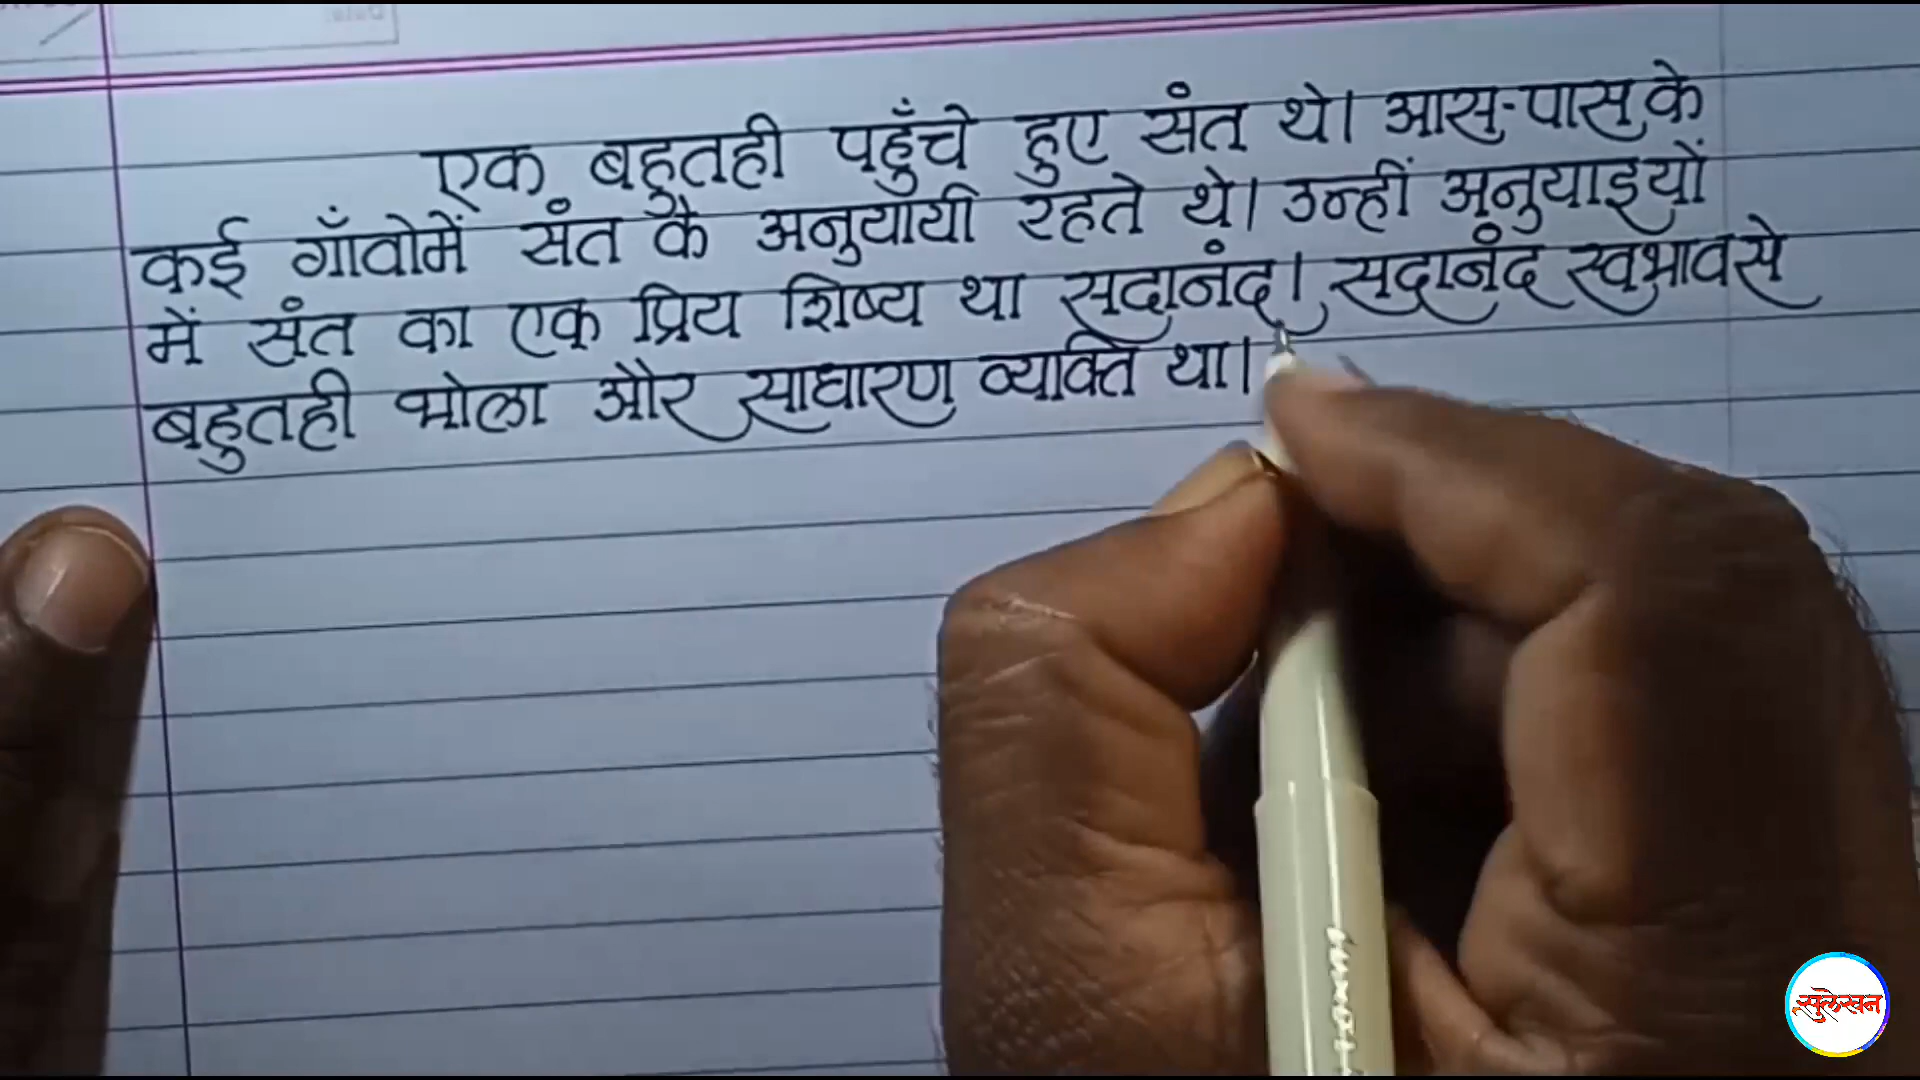 एक बहुतही पहुँचे हुए संत थे। आस-पास के
कई गाँवोमें संत के अनुयायी रहते थे। उन्हीं अनुयाइयों
में संत का एक प्रिय शिष्य था सदानंद। सदानंद स्वभावसे
बहुतही भोला और साधारण व्यक्ति था।
सुलेखन